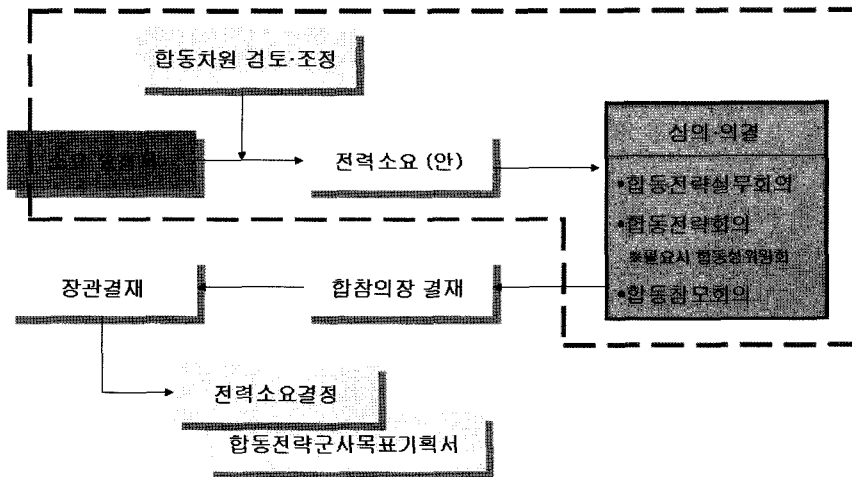 합동차원 검토·조정
전력소요 (안)
심의·의결
•합동전략실무회의
•합동전략회의
※필요시 합동성위원회
•합동참모회의
장관결재
합참의장 결재
전력소요결정
합동전략군사목표기획서